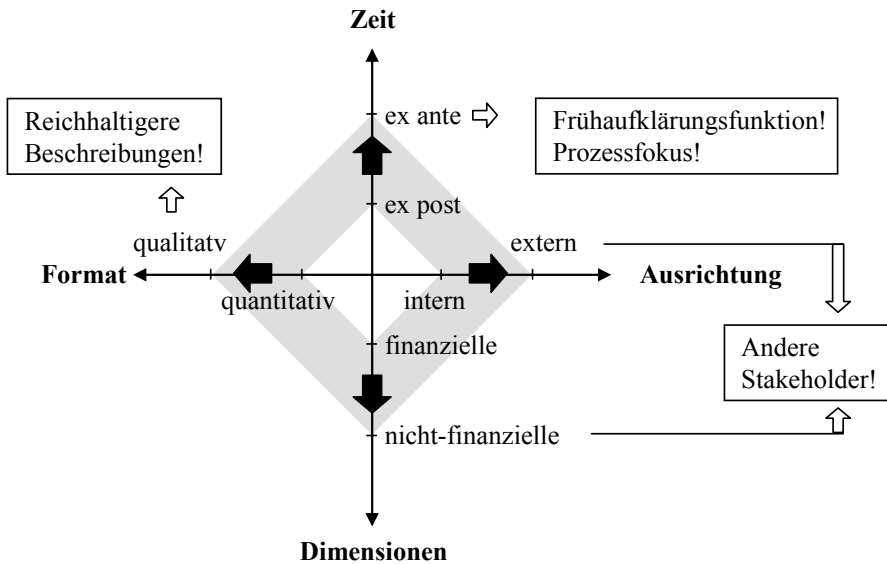 Zeit
Reichhaltigere
Beschreibungen!
ex ante
Frühaufklärungsfunktion!
Prozessfokus!
ex post
qualitatv
extern
Format
Ausrichtung
quantitativ
intern
finanzielle
Andere
Stakeholder!
nicht-finanzielle
Dimensionen